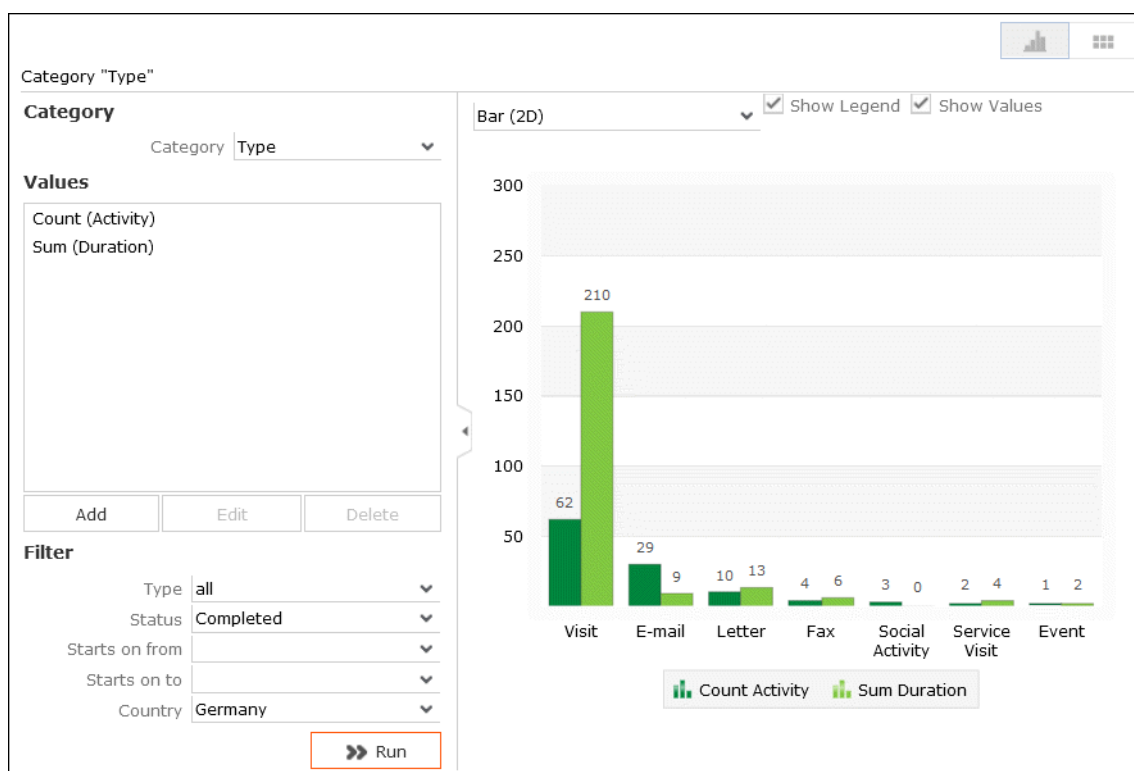 Category "Type"
Category
Category Type
Values
Count (Activity)
Sum (Duration)
Add Edit Delete
Filter
Type all
Status Completed
Starts on from
Starts on to
Country Germany
Run
Bar (2D) Show Legend Show Values
300
250
210
200
150
100
62
50
29
9
10 13
4 6
3 0
2 4
1 2
Visit E-mail Letter Fax Social Activity Service Visit Event
Count Activity Sum Duration